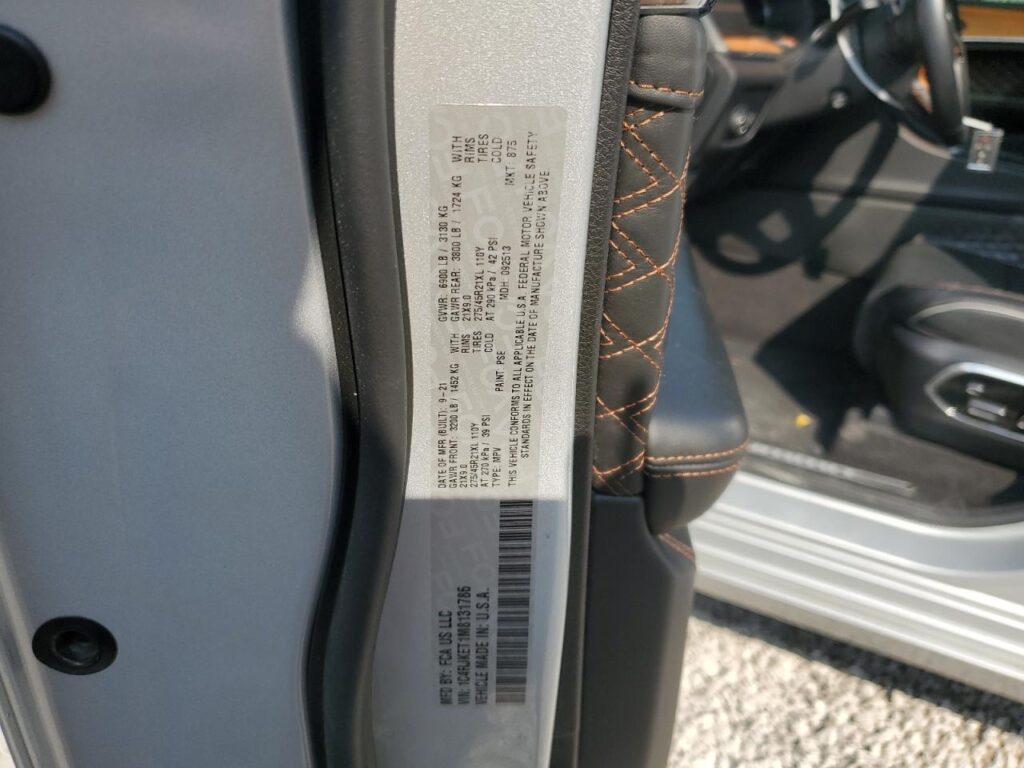 MFD BY: FCA US LLC
VIN: 1C4RJKET1M8131786
VEHICLE MADE IN: U.S.A.
DATE OF MFR (BUILT): 9-21 GVWR: 6900 LB / 3130 KG
GAWR FRONT: 3200 LB / 1452 KG WITH GAWR REAR: 3800 LB / 1724 KG WITH
21X9.0 RIMS 21X9.0 RIMS
275/45R21XL 110Y TIRES 275/45R21XL 110Y TIRES
AT 270 kPa / 39 PSI COLD AT 290 kPa / 42 PSI COLD
TYPE: MPV PAINT: PSE MDH: 092513 MKT: 875
THIS VEHICLE CONFORMS TO ALL APPLICABLE U.S.A. FEDERAL MOTOR VEHICLE SAFETY
STANDARDS IN EFFECT ON THE DATE OF MANUFACTURE SHOWN ABOVE.